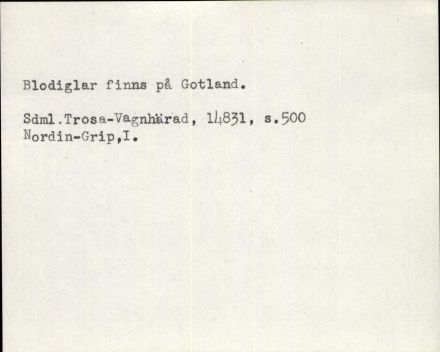 Blodiglar finns på Gotland.
Sdml.Trosa-Vagnhärad, 14831, s.500
Nordin-Grip,I.